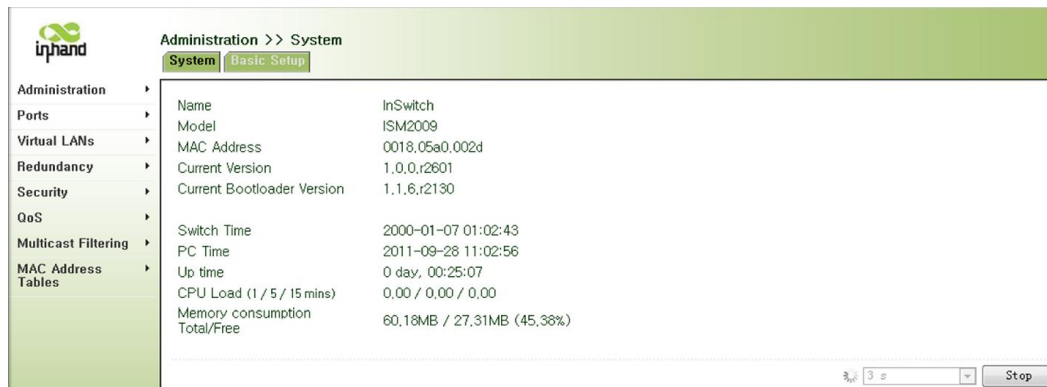 inhand
Administration >> System
System
Basic Setup
Administration
Ports
Virtual LANs
Redundancy
Security
QoS
Multicast Filtering
MAC Address
Tables
Name InSwitch
Model ISM2009
MAC Address 0018.05a0.002d
Current Version 1.0.0.r2601
Current Bootloader Version 1.1.6.r2130
Switch Time 2000-01-07 01:02:43
PC Time 2011-09-28 11:02:56
Up time 0 day, 00:25:07
CPU Load (1 / 5 / 15 mins) 0.00 / 0.00 / 0.00
Memory consumption
Total/Free 60.18MB / 27.31MB (45.38%)
3 s
Stop